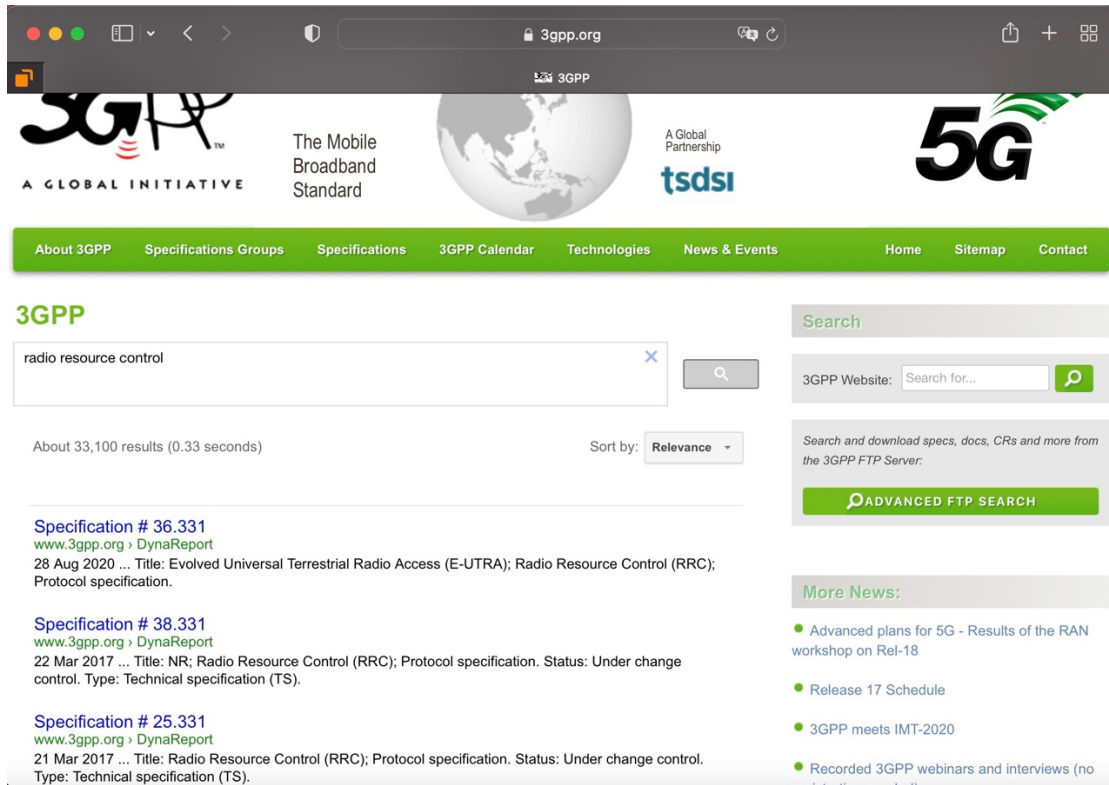 3gpp.org
3GPP
3GPP TM
A GLOBAL INITIATIVE
The Mobile
Broadband
Standard
A Global
Partnership
tsdsi
5G
About 3GPP Specifications Groups Specifications 3GPP Calendar Technologies News & Events Home Sitemap Contact
3GPP
radio resource control
About 33,100 results (0.33 seconds)
Sort by: Relevance
Specification # 36.331
www.3gpp.org › DynaReport
28 Aug 2020 ... Title: Evolved Universal Terrestrial Radio Access (E-UTRA); Radio Resource Control (RRC);
Protocol specification.
Specification # 38.331
www.3gpp.org › DynaReport
22 Mar 2017 ... Title: NR; Radio Resource Control (RRC); Protocol specification. Status: Under change
control. Type: Technical specification (TS).
Specification # 25.331
www.3gpp.org › DynaReport
21 Mar 2017 ... Title: Radio Resource Control (RRC); Protocol specification. Status: Under change control.
Type: Technical specification (TS).
Search
3GPP Website: Search for...
Search and download specs, docs, CRs and more from
the 3GPP FTP Server:
ADVANCED FTP SEARCH
More News:
Advanced plans for 5G - Results of the RAN
workshop on Rel-18
Release 17 Schedule
3GPP meets IMT-2020
Recorded 3GPP webinars and interviews (no